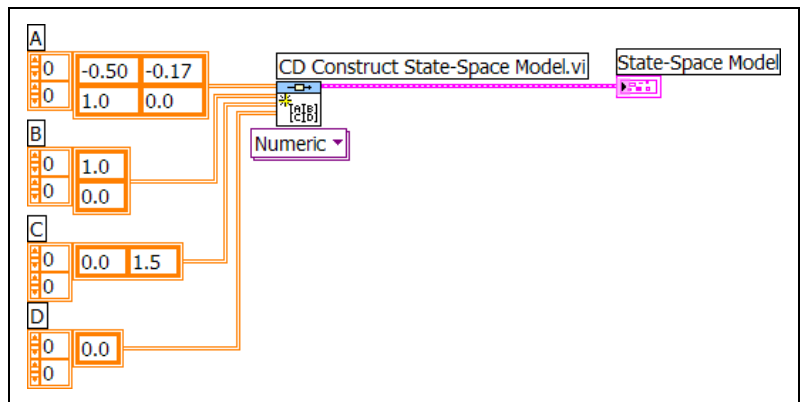 A
0 -0.50 -0.17
0 1.0 0.0
CD Construct State-Space Model.vi
State-Space Model
Numeric
B
0 1.0
0 0.0
C
0 0.0 1.5
0
D
0 0.0
0